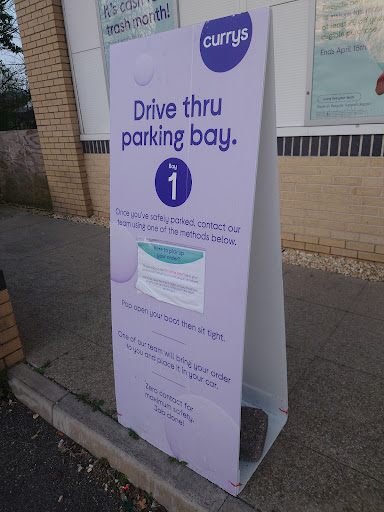 It's cash for
trash month!
Ends April 18th
currys
Drive thru
parking bay.
Bay
1
Once you've safely parked, contact our
team using one of the methods below.
Pop open your boot then sit tight.
One of our team will bring your order
to you and place it in your car.
Zero contact for
maximum safety.
Job done!